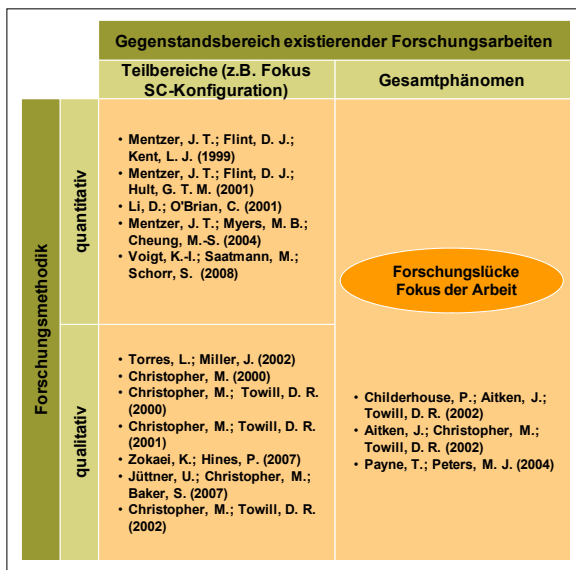 Gegenstandsbereich existierender Forschungsarbeiten
Teilbereiche (z.B. Fokus
SC-Konfiguration)
Gesamtphänomen
Forschungsmethodik
quantitativ
• Mentzer, J. T.; Flint, D. J.;
Kent, L. J. (1999)
• Mentzer, J. T.; Flint, D. J.;
Hult, G. T. M. (2001)
• Li, D.; O'Brian, C. (2001)
• Mentzer, J. T.; Myers, M. B.;
Cheung, M.-S. (2004)
• Voigt, K.-I.; Saatmann, M.;
Schorr, S. (2008)
Forschungslücke
Fokus der Arbeit
qualitativ
• Torres, L.; Miller, J. (2002)
• Christopher, M. (2000)
• Christopher, M.; Towill, D. R.
(2000)
• Christopher, M.; Towill, D. R.
(2001)
• Zokaei, K.; Hines, P. (2007)
• Jüttner, U.; Christopher, M.;
Baker, S. (2007)
• Christopher, M.; Towill, D. R.
(2002)
• Childerhouse, P.; Aitken, J.;
Towill, D. R. (2002)
• Aitken, J.; Christopher, M.;
Towill, D. R. (2002)
• Payne, T.; Peters, M. J. (2004)